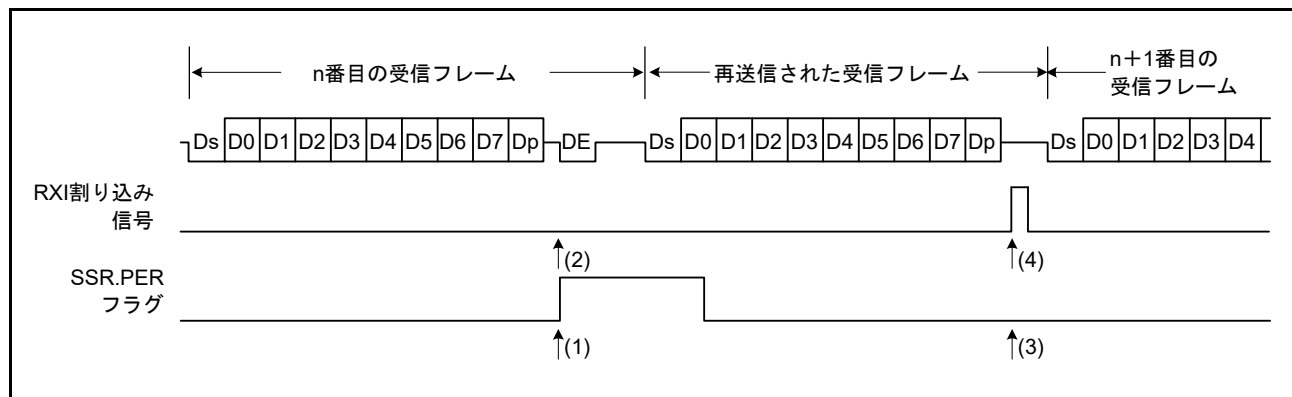 n番目の受信フレーム
再送信された受信フレーム
n+1番目の
受信フレーム
Ds D0 D1 D2 D3 D4 D5 D6 D7 Dp DE Ds D0 D1 D2 D3 D4 D5 D6 D7 Dp Ds D0 D1 D2 D3 D4
RXI割り込み
信号
(2) (4)
SSR.PER
フラグ
(1) (3)